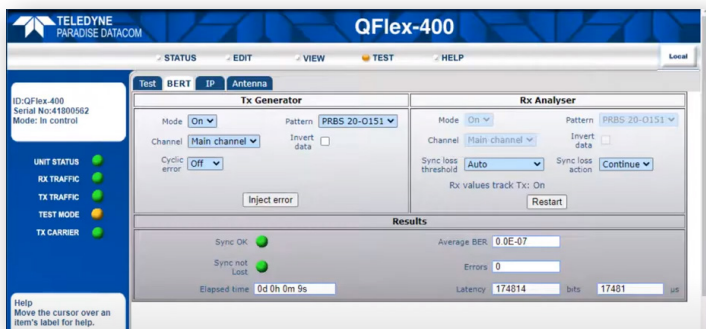 TELEDYNE
PARADISE DATACOM
QFlex-400
STATUS EDIT VIEW TEST HELP Local
Test BERT IP Antenna
ID:QFlex-400
Serial No:41800562
Mode: In control
UNIT STATUS
RX TRAFFIC
TX TRAFFIC
TEST MODE
TX CARRIER
Help
Move the cursor over an
item's label for help.
Tx Generator
Mode On Pattern PRBS 20-O151
Channel Main channel Invert data
Cyclic error Off
Inject error
Rx Analyser
Mode On Pattern PRBS 20-O151
Channel Main channel Invert data
Sync loss threshold Auto Sync loss action Continue
Rx values track Tx: On
Restart
Results
Sync OK Average BER 0.0E-07
Sync not Lost Errors 0
Elapsed time 0d 0h 0m 9s Latency 174814 bits 17481 us